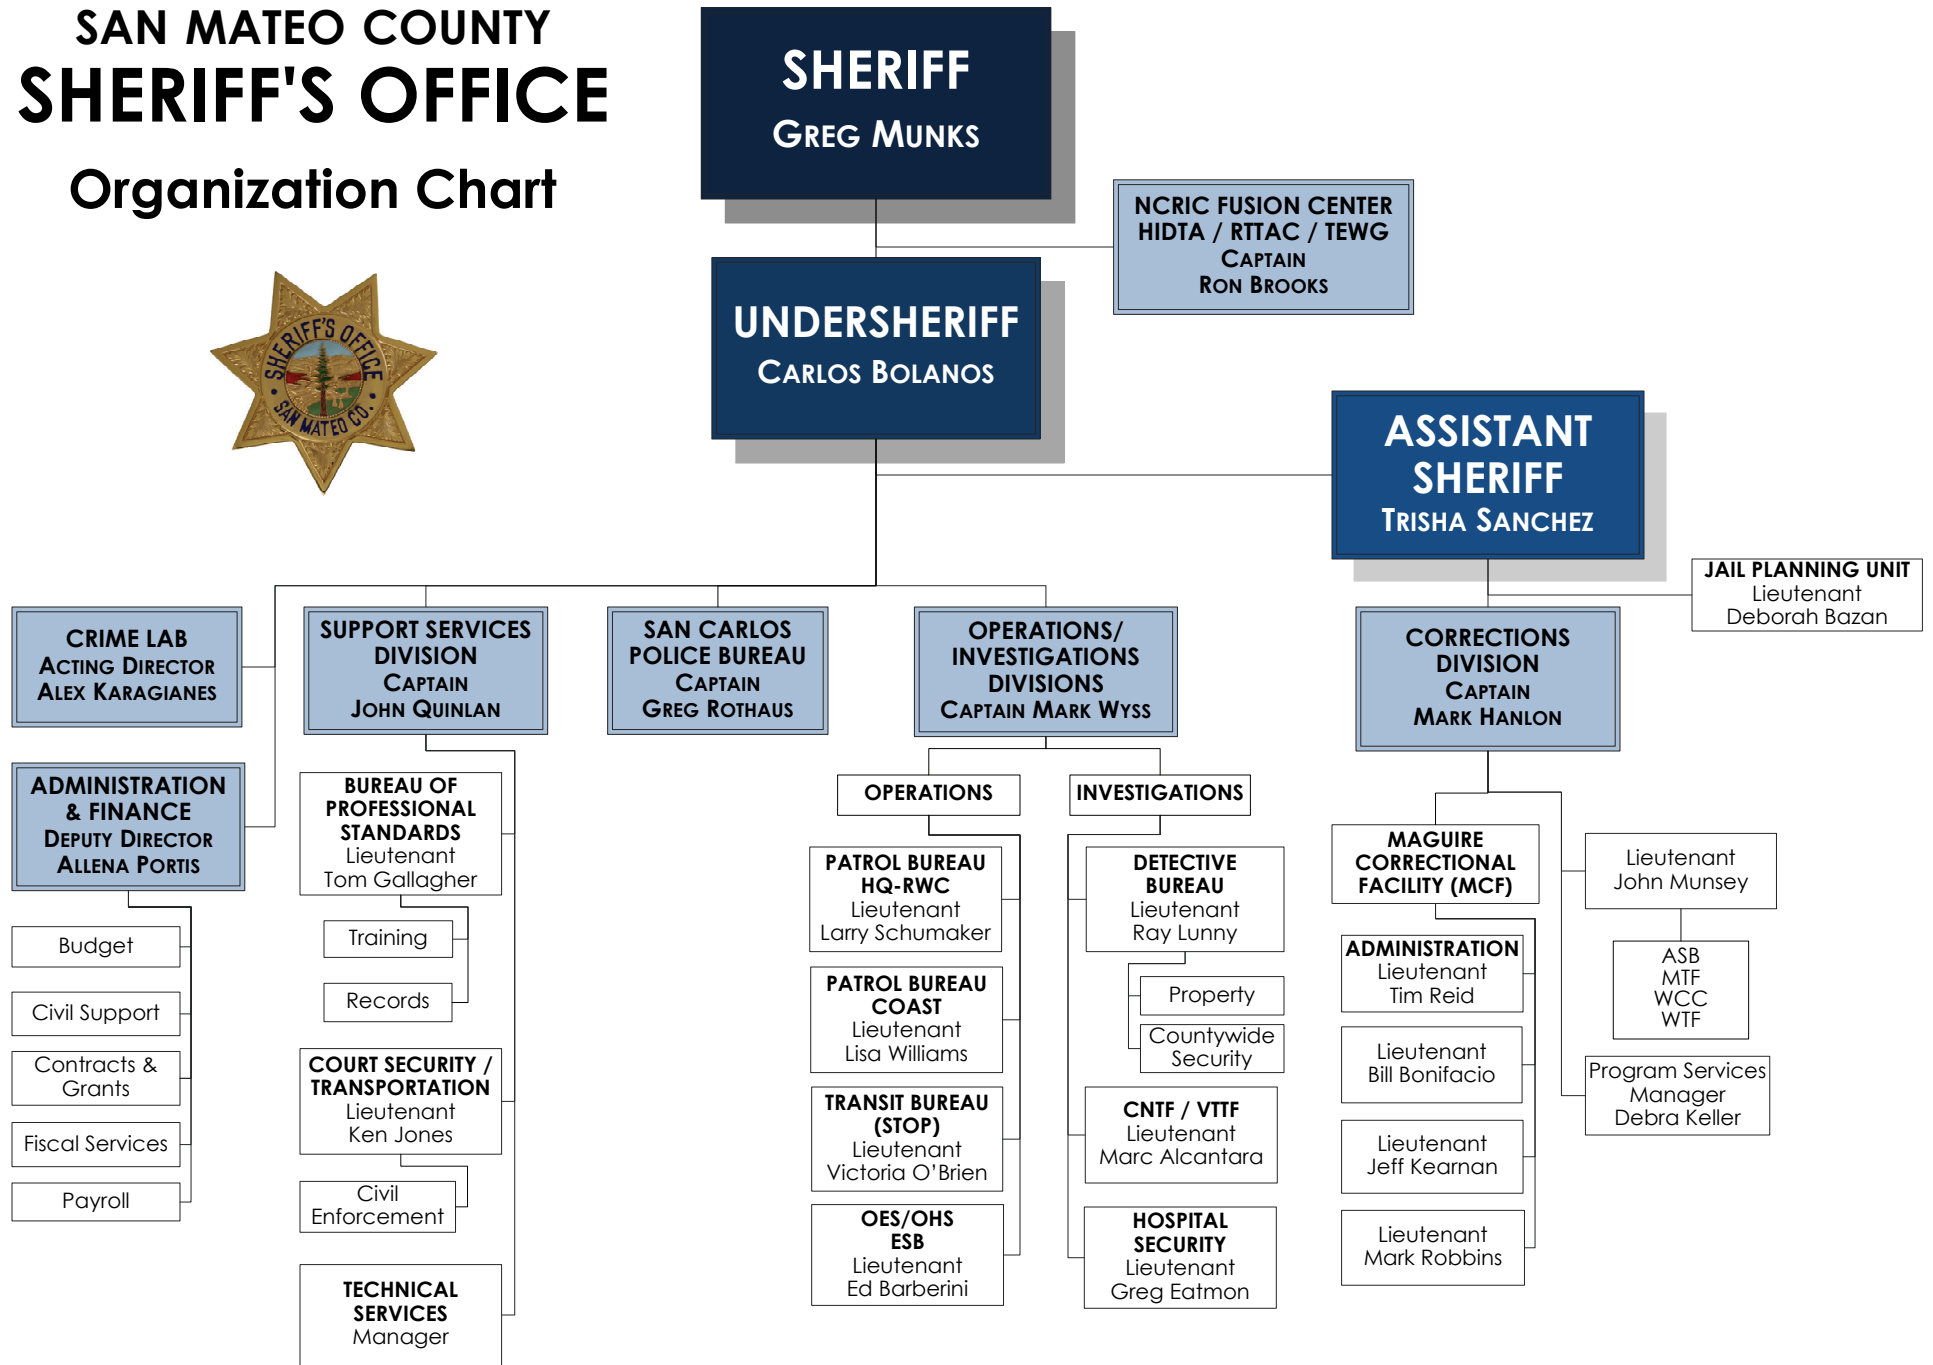 SAN MATEO COUNTY
SHERIFF'S OFFICE
Organization Chart
SHERIFF'S OFFICE
SAN MATEO CO.
SHERIFF
GREG MUNKS
NCRIC FUSION CENTER
HIDTA / RTTAC / TEWG
CAPTAIN
RON BROOKS
UNDERSHERIFF
CARLOS BOLANOS
ASSISTANT
SHERIFF
TRISHA SANCHEZ
JAIL PLANNING UNIT
Lieutenant
Deborah Bazan
CRIME LAB
ACTING DIRECTOR
ALEX KARAGIANES
ADMINISTRATION
& FINANCE
DEPUTY DIRECTOR
ALLENA PORTIS
Budget
Civil Support
Contracts &
Grants
Fiscal Services
Payroll
SUPPORT SERVICES
DIVISION
CAPTAIN
JOHN QUINLAN
BUREAU OF
PROFESSIONAL
STANDARDS
Lieutenant
Tom Gallagher
Training
Records
COURT SECURITY /
TRANSPORTATION
Lieutenant
Ken Jones
Civil
Enforcement
TECHNICAL
SERVICES
Manager
SAN CARLOS
POLICE BUREAU
CAPTAIN
GREG ROTHAUS
OPERATIONS/
INVESTIGATIONS
DIVISIONS
CAPTAIN MARK WYSS
OPERATIONS
PATROL BUREAU
HQ-RWC
Lieutenant
Larry Schumaker
PATROL BUREAU
COAST
Lieutenant
Lisa Williams
TRANSIT BUREAU
(STOP)
Lieutenant
Victoria O’Brien
OES/OHS
ESB
Lieutenant
Ed Barberini
INVESTIGATIONS
DETECTIVE
BUREAU
Lieutenant
Ray Lunny
Property
Countywide
Security
CNTF / VTTF
Lieutenant
Marc Alcantara
HOSPITAL
SECURITY
Lieutenant
Greg Eatmon
CORRECTIONS
DIVISION
CAPTAIN
MARK HANLON
MAGUIRE
CORRECTIONAL
FACILITY (MCF)
ADMINISTRATION
Lieutenant
Tim Reid
Lieutenant
Bill Bonifacio
Lieutenant
Jeff Kearnan
Lieutenant
Mark Robbins
Lieutenant
John Munsey
ASB
MTF
WCC
WTF
Program Services
Manager
Debra Keller